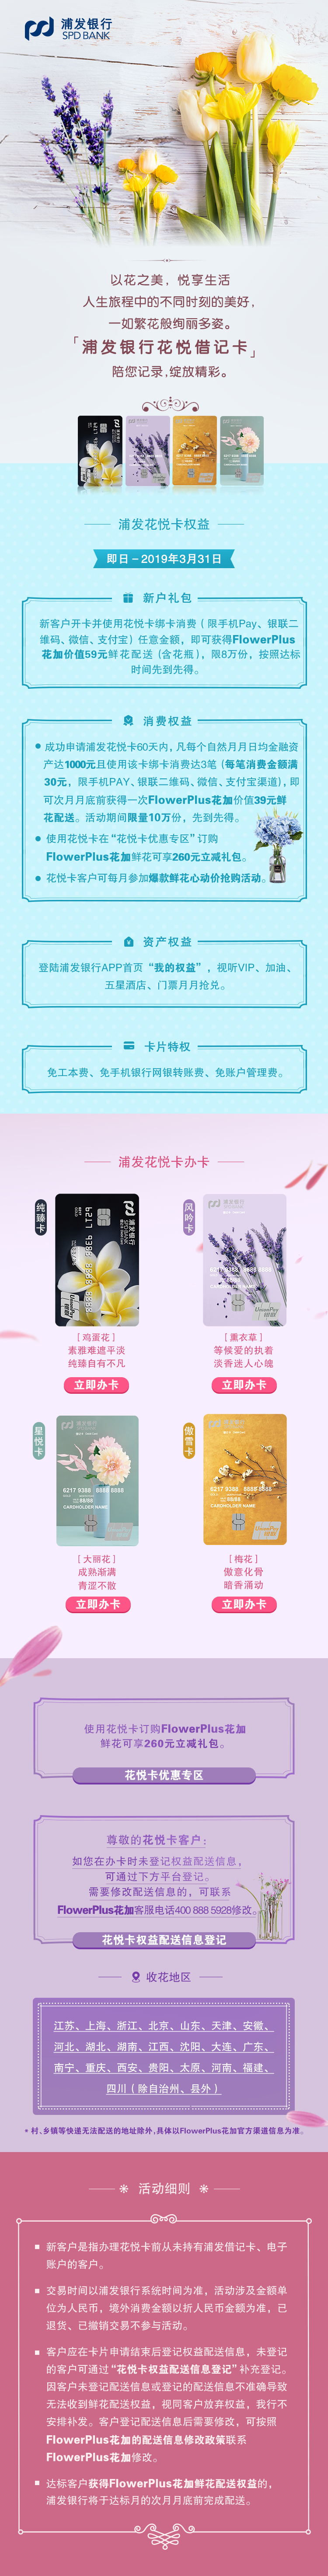 浦发银行
SPD BANK
以花之美，悦享生活
人生旅程中的不同时刻的美好，
一如繁花般绚丽多姿。
「浦发银行花悦借记卡」
陪您记录,绽放精彩。
浦发花悦卡权益
即日－2019年3月31日
新户礼包
新客户开卡并使用花悦卡绑卡消费（限手机Pay、银联二
维码、微信、支付宝）任意金额，即可获得FlowerPlus
花加价值59元鲜花配送（含花瓶），限8万份，按照达标
时间先到先得。
消费权益
● 成功申请浦发花悦卡60天内，凡每个自然月月日均金融资
产达1000元且使用该卡绑卡消费达3笔（每笔消费金额满
30元，限手机PAY、银联二维码、微信、支付宝渠道），即
可次月月底前获得一次FlowerPlus花加价值39元鲜
花配送。活动期间限量10万份，先到先得。
● 使用花悦卡在“花悦卡优惠专区”订购
FlowerPlus花加鲜花可享260元立减礼包。
● 花悦卡客户可每月参加爆款鲜花心动价抢购活动。
资产权益
登陆浦发银行APP首页“我的权益”，视听VIP、加油、
五星酒店、门票月月抢兑。
卡片特权
免工本费、免手机银行网银转账费、免账户管理费。
浦发花悦卡办卡
纯臻卡
风吟卡
浦发银行
SPD BANK
浦发银行
6217 9388 8888 8888
88/88
CARDHOLDER NAME
UnionPay
银联
［鸡蛋花］
素雅难遮平淡
纯臻自有不凡
立即办卡
［薰衣草］
等候爱的执着
淡香迷人心魄
立即办卡
星悦卡
傲雪卡
6217 9388 8888 8888
88/88
CARDHOLDER NAME
6217 9388 8888 8888
88/88
CARDHOLDER NAME
［大丽花］
成熟渐满
青涩不散
立即办卡
［梅花］
傲意化骨
暗香涌动
立即办卡
使用花悦卡订购FlowerPlus花加
鲜花可享260元立减礼包。
花悦卡优惠专区
尊敬的花悦卡客户：
如您在办卡时未登记权益配送信息，
可通过下方平台登记。
需要修改配送信息的，可联系
FlowerPlus花加客服电话400 888 5928修改。
花悦卡权益配送信息登记
收花地区
江苏、上海、浙江、北京、山东、天津、安徽、
河北、湖北、湖南、江西、沈阳、大连、广东、
南宁、重庆、西安、贵阳、太原、河南、福建、
四川（除自治州、县外）
* 村、乡镇等快递无法配送的地址除外,具体以FlowerPlus花加官方渠道信息为准。
活动细则
■ 新客户是指办理花悦卡前从未持有浦发借记卡、电子
账户的客户。
■ 交易时间以浦发银行系统时间为准，活动涉及金额单
位为人民币，境外消费金额以折人民币金额为准，已
退货、已撤销交易不参与活动。
■ 客户应在卡片申请结束后登记权益配送信息，未登记
的客户可通过“花悦卡权益配送信息登记”补充登记。
因客户未登记配送信息或登记的配送信息不准确导致
无法收到鲜花配送权益，视同客户放弃权益，我行不
安排补发。客户登记配送信息后需要修改，可按照
FlowerPlus花加的配送信息修改政策联系
FlowerPlus花加修改。
■ 达标客户获得FlowerPlus花加鲜花配送权益的，
浦发银行将于达标月的次月月底前完成配送。